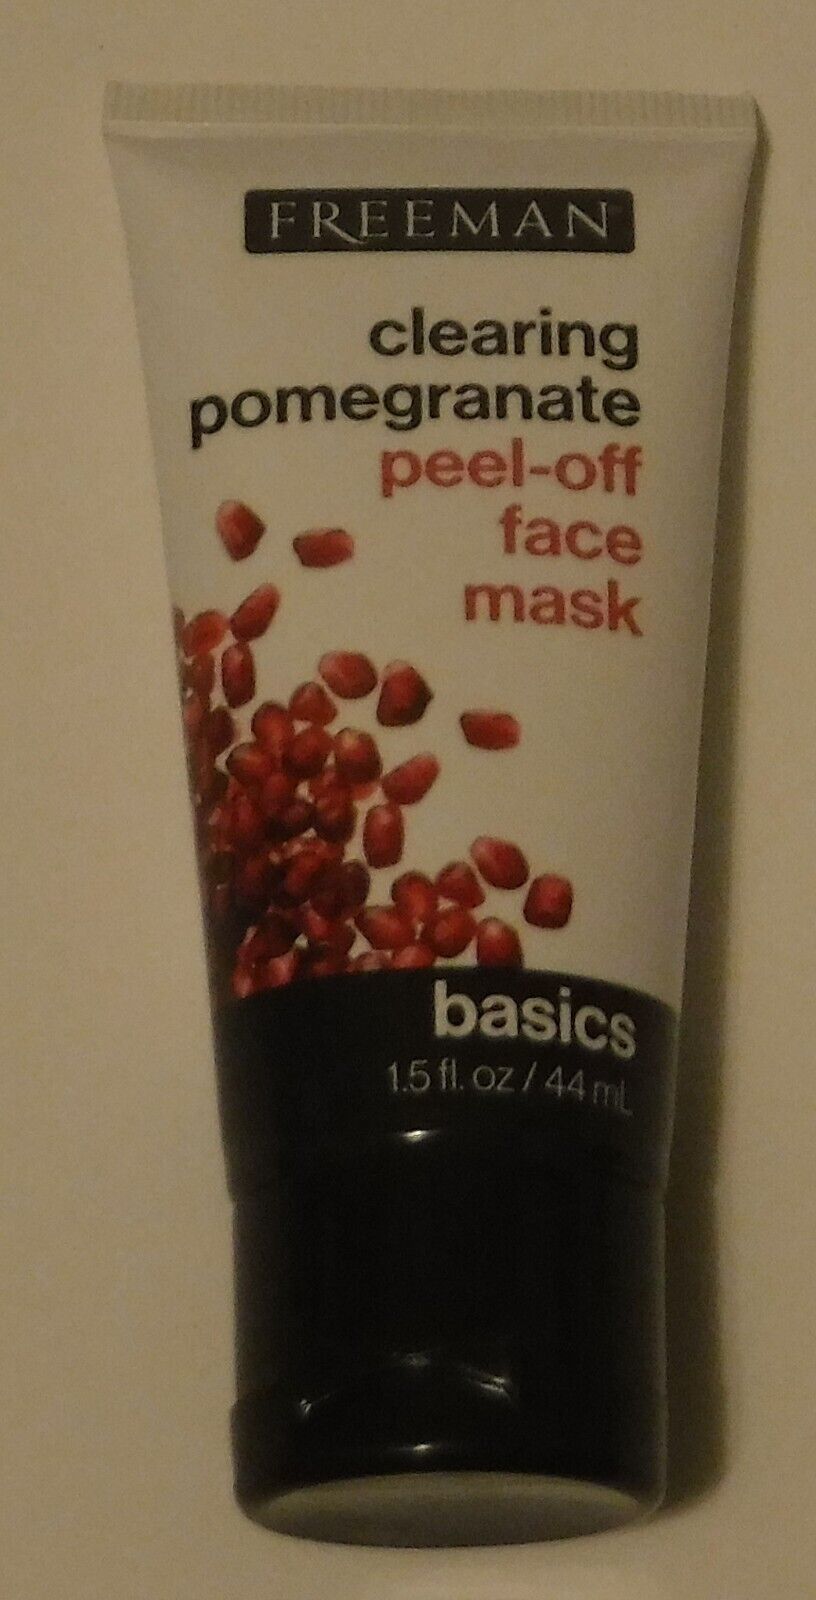 FREEMAN
clearing
pomegranate
peel-off
face
mask
basics
1.5 fl. oz / 44 mL